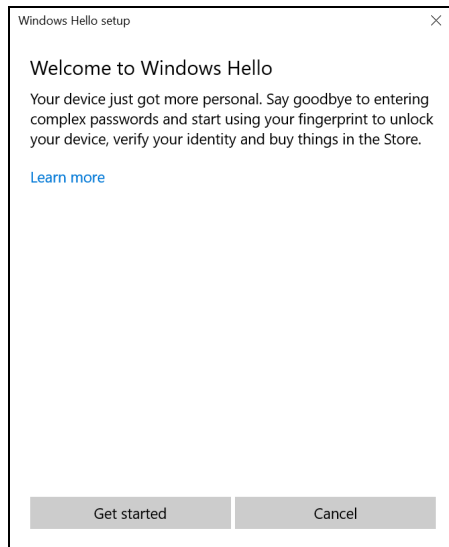 Windows Hello setup
Welcome to Windows Hello
Your device just got more personal. Say goodbye to entering
complex passwords and start using your fingerprint to unlock
your device, verify your identity and buy things in the Store.
Learn more
Get started
Cancel